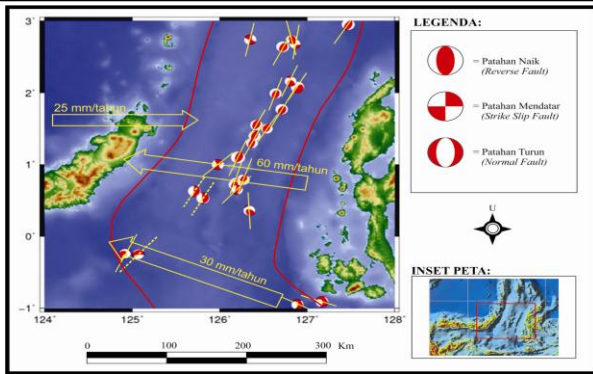 3˚
2˚
1˚
0˚
−1˚
124˚
125˚
126˚
127˚
128˚
25 mm/tahun
60 mm/tahun
30 mm/tahun
0
100
200
300
Km
LEGENDA:
= Patahan Naik
(Reverse Fault)
= Patahan Mendatar
(Strike Slip Fault)
= Patahan Turun
(Normal Fault)
U
INSET PETA: